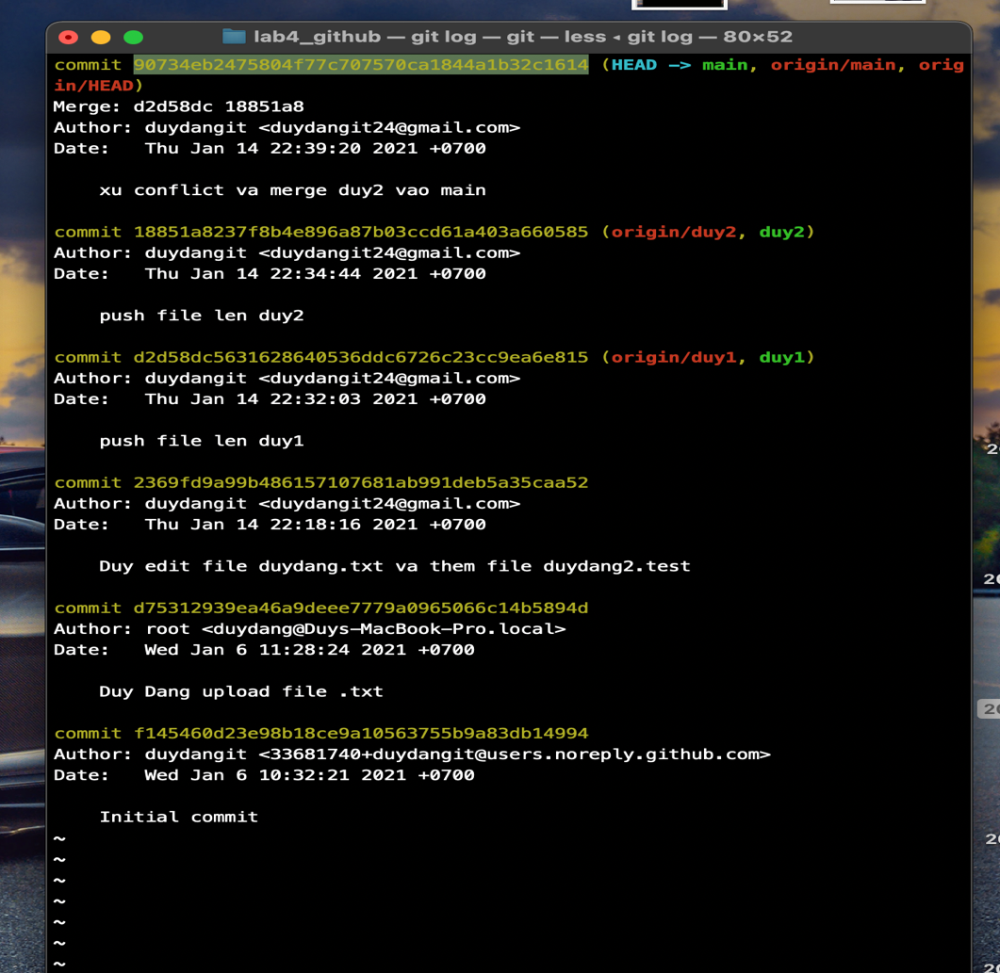 lab4_github — git log — git — less ◂ git log — 80×52
commit 90734eb2475804f77c707570ca1844a1b32c1614 (HEAD -> main, origin/main, orig
in/HEAD)
Merge: d2d58dc 18851a8
Author: duydangit <duydangit24@gmail.com>
Date:   Thu Jan 14 22:39:20 2021 +0700
    xu conflict va merge duy2 vao main
commit 18851a8237f8b4e896a87b03ccd61a403a660585 (origin/duy2, duy2)
Author: duydangit <duydangit24@gmail.com>
Date:   Thu Jan 14 22:34:44 2021 +0700
    push file len duy2
commit d2d58dc5631628640536ddc6726c23cc9ea6e815 (origin/duy1, duy1)
Author: duydangit <duydangit24@gmail.com>
Date:   Thu Jan 14 22:32:03 2021 +0700
    push file len duy1
commit 2369fd9a99b486157107681ab991deb5a35caa52
Author: duydangit <duydangit24@gmail.com>
Date:   Thu Jan 14 22:18:16 2021 +0700
    Duy edit file duydang.txt va them file duydang2.test
commit d75312939ea46a9deee7779a0965066c14b5894d
Author: root <duydang@Duys-MacBook-Pro.local>
Date:   Wed Jan 6 11:28:24 2021 +0700
    Duy Dang upload file .txt
commit f145460d23e98b18ce9a10563755b9a83db14994
Author: duydangit <33681740+duydangit@users.noreply.github.com>
Date:   Wed Jan 6 10:32:21 2021 +0700
    Initial commit
~
~
~
~
~
~
~